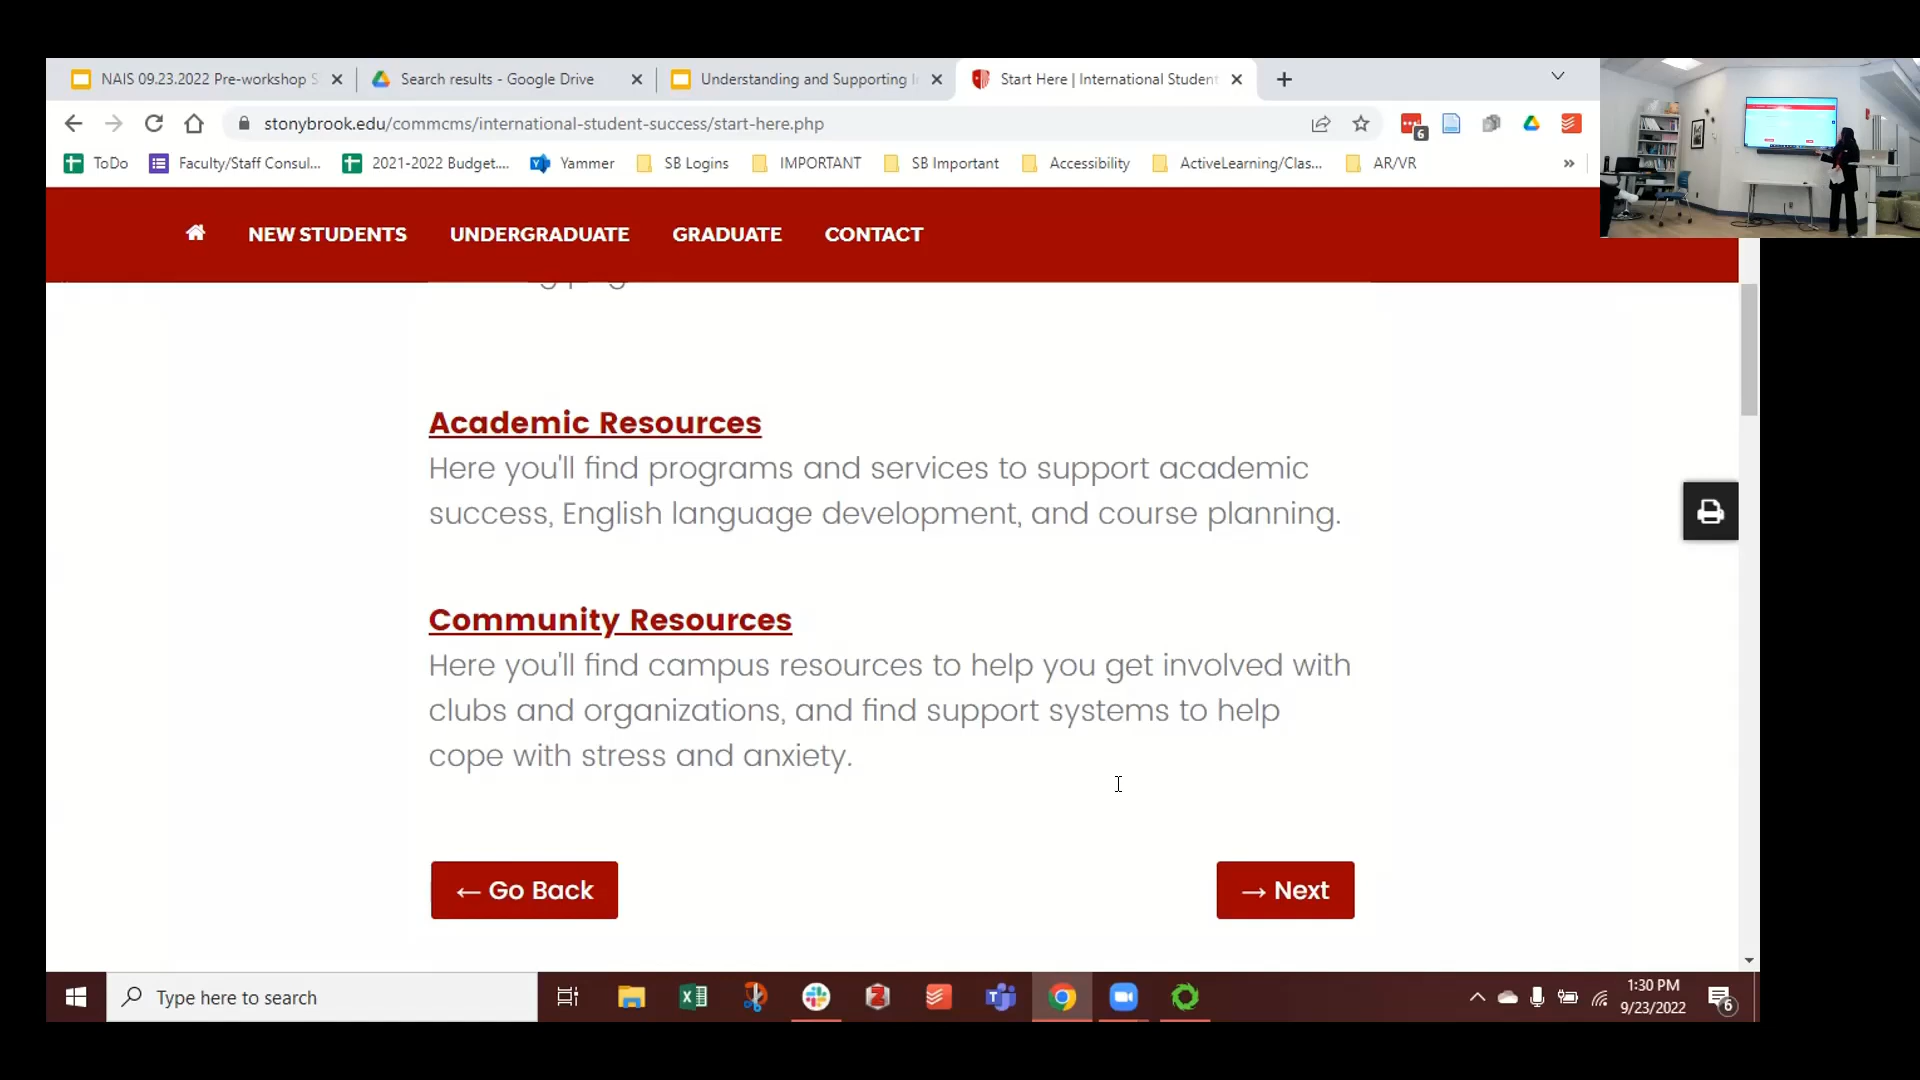 NAIS 09.23.2022 Pre-workshop S
Search results - Google Drive
Understanding and Supporting I
Start Here | International Student
stonybrook.edu/commcms/international-student-success/start-here.php
6
ToDo
Faculty/Staff Consul...
2021-2022 Budget....
Yammer
SB Logins
IMPORTANT
SB Important
Accessibility
ActiveLearning/Clas...
AR/VR
»
NEW STUDENTS
UNDERGRADUATE
GRADUATE
CONTACT
Academic Resources
Here you'll find programs and services to support academic
success, English language development, and course planning.
Community Resources
Here you'll find campus resources to help you get involved with
clubs and organizations, and find support systems to help
cope with stress and anxiety.
← Go Back
→ Next
Type here to search
1:30 PM
9/23/2022
6